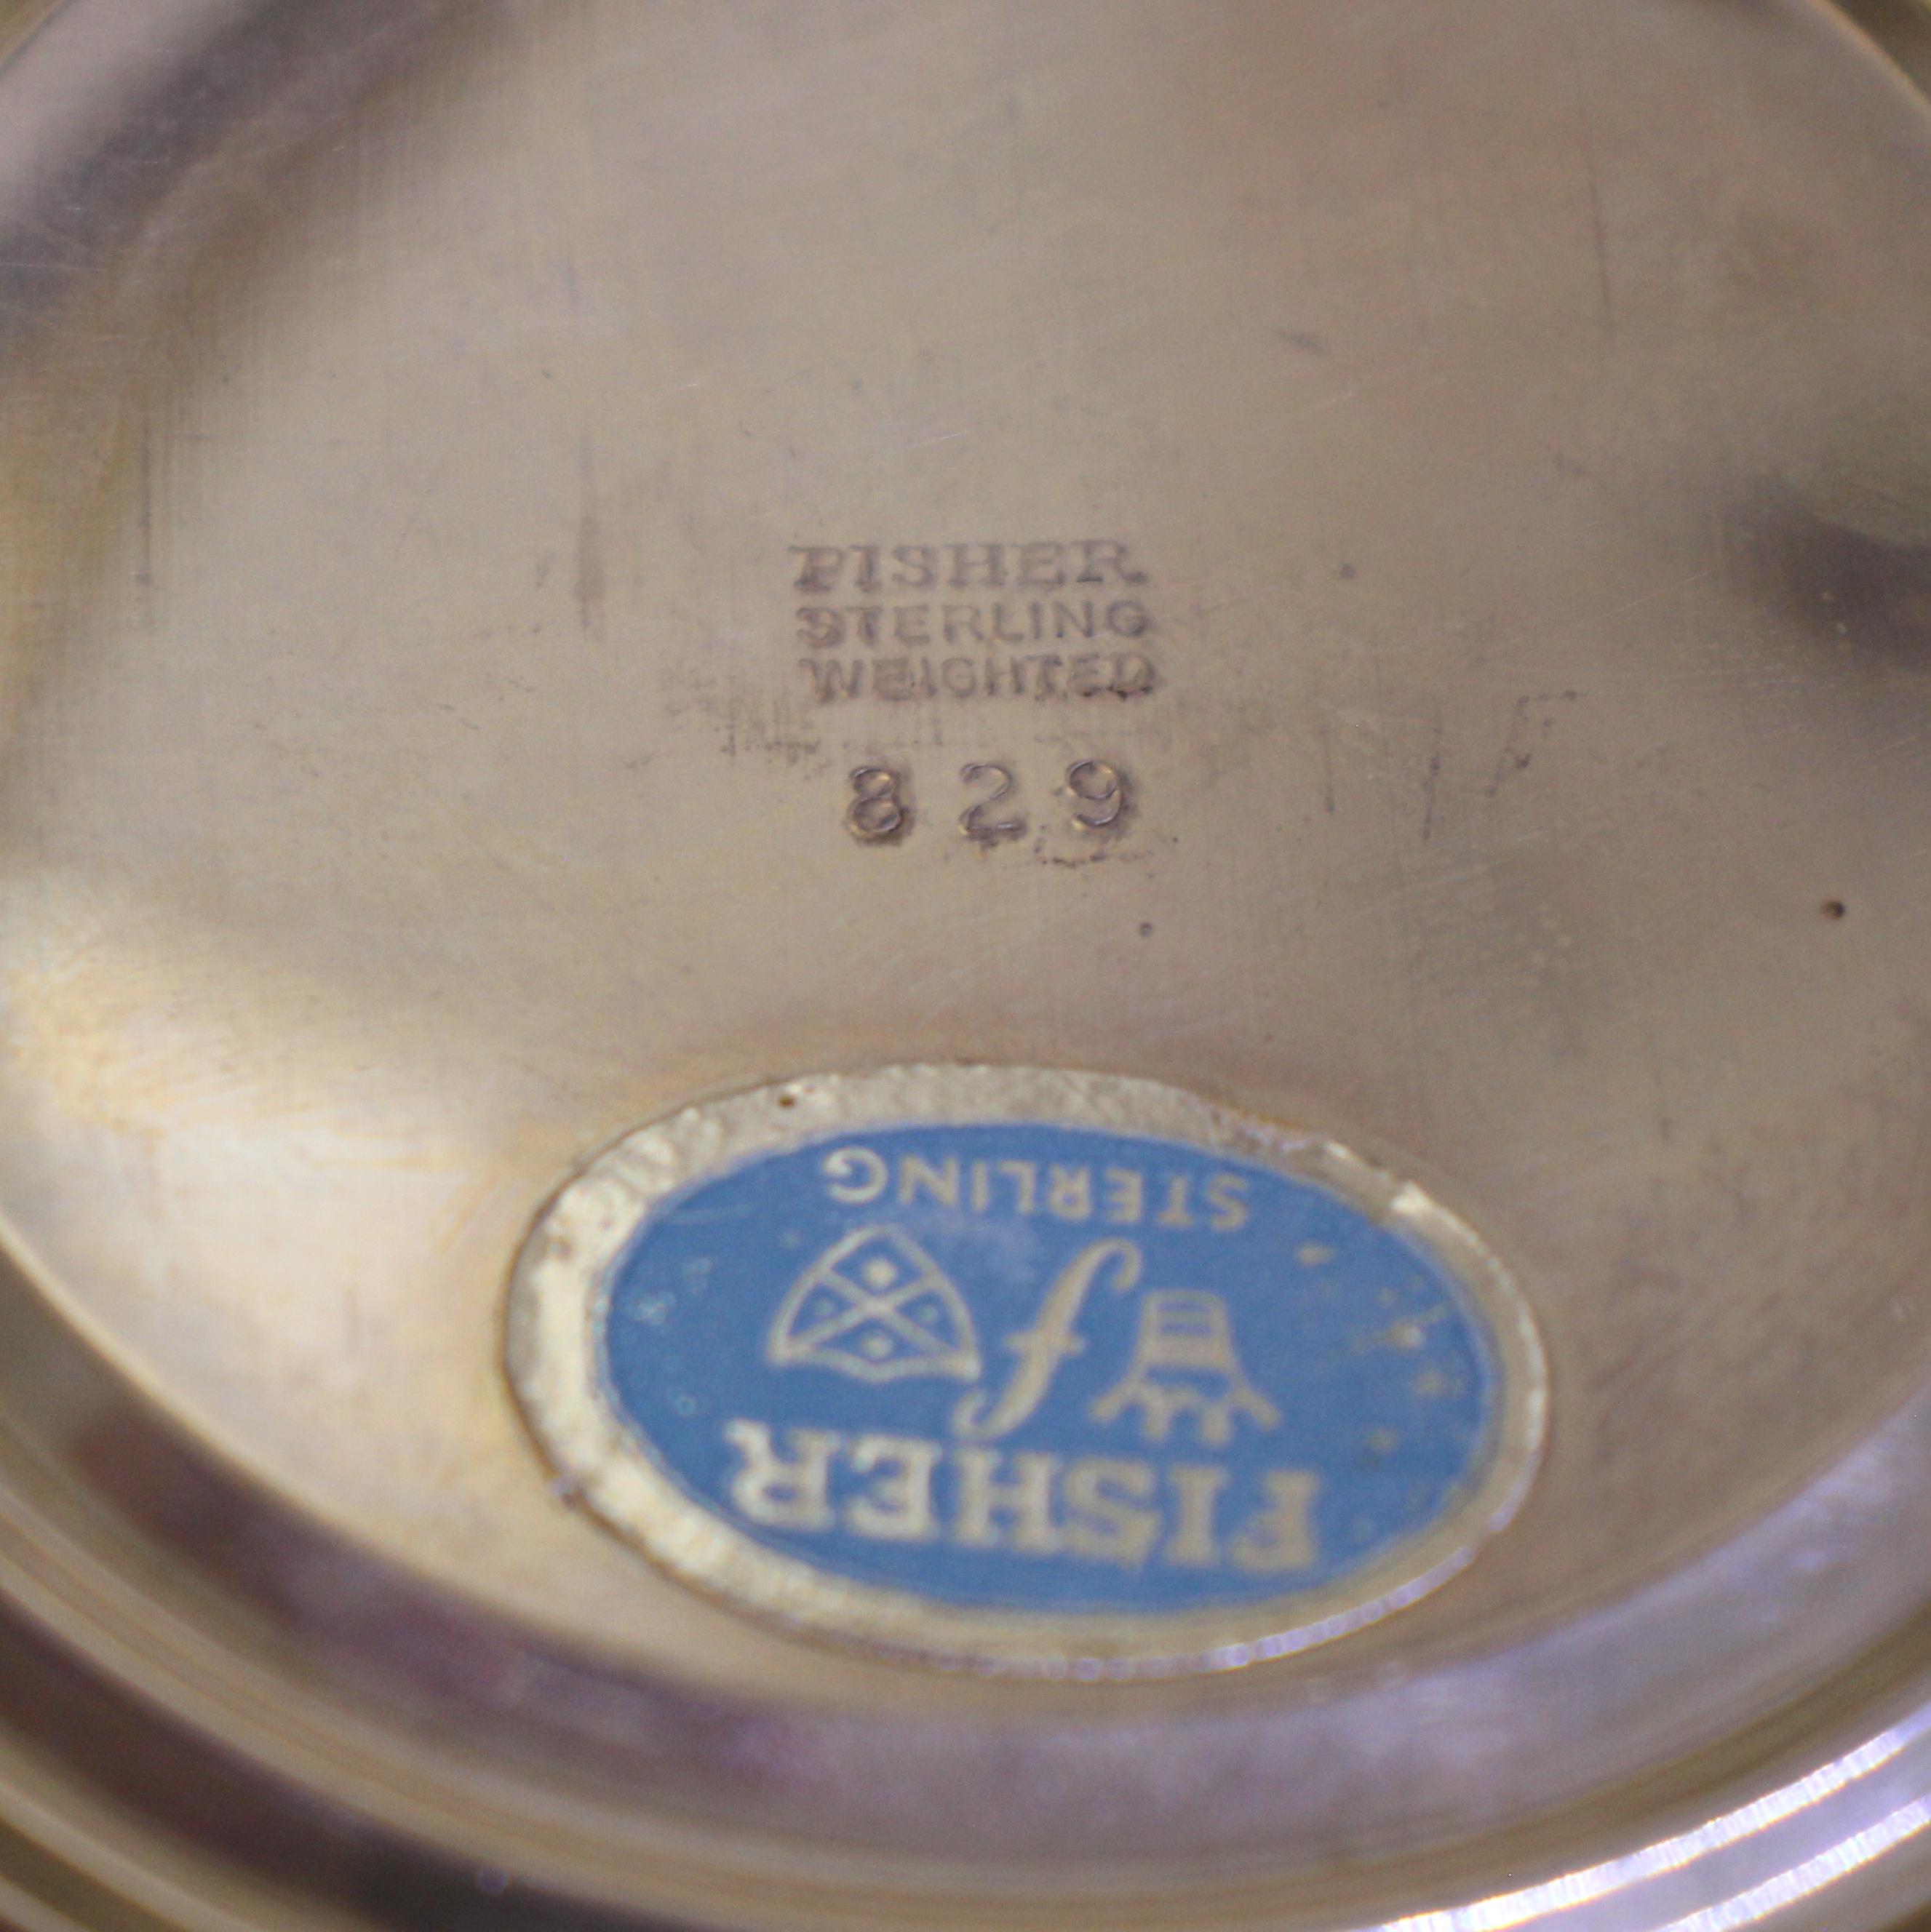 FISHER
STERLING
WEIGHTED
829
FISHER
f
STERLING